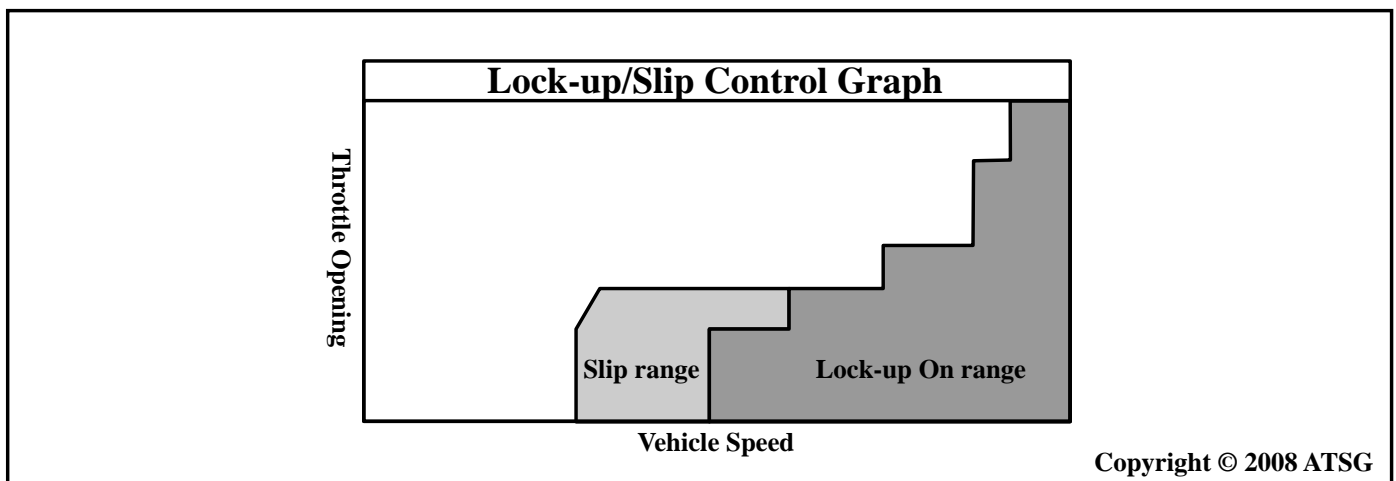 Lock-up/Slip Control Graph
Throttle Opening
Slip range
Lock-up On range
Vehicle Speed
Copyright © 2008 ATSG